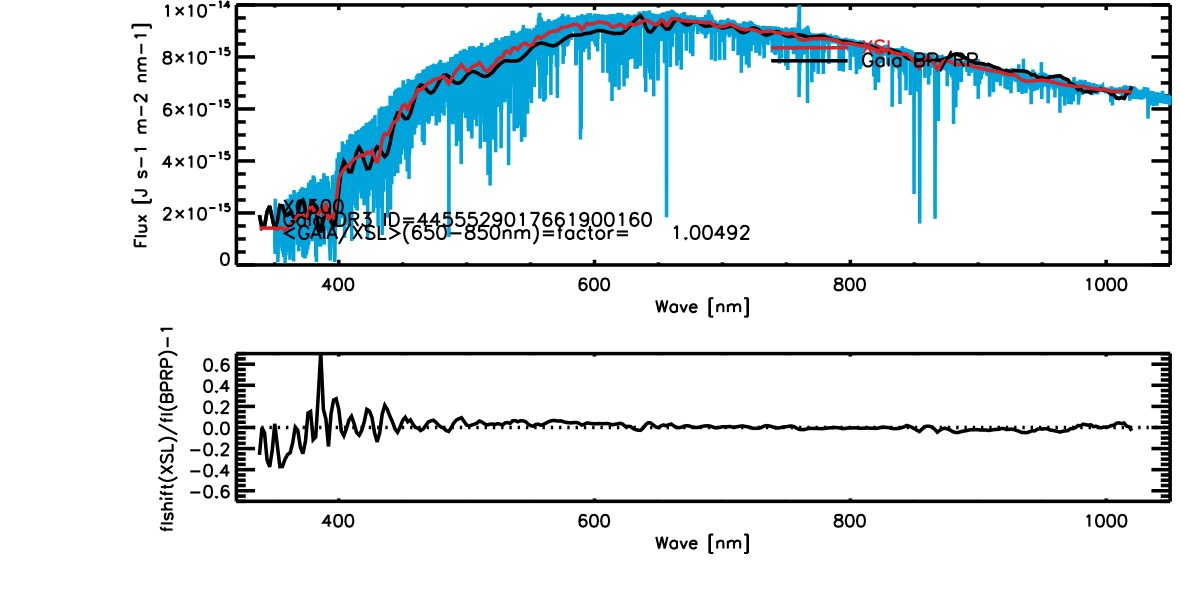 1×10⁻¹⁴
8×10⁻¹⁵
6×10⁻¹⁵
4×10⁻¹⁵
2×10⁻¹⁵
0
Flux [J s−1 m−2 nm−1]
XSL
Gaia BP/RP
Gaia DR3 ID=4455529017661900160
<GAIA/XSL>(650−850nm)=factor= 1.00492
400 600 800 1000
Wave [nm]
0.6
0.4
0.2
0.0
−0.2
−0.4
−0.6
flshift(XSL)/fl(BPRP)−1
400 600 800 1000
Wave [nm]